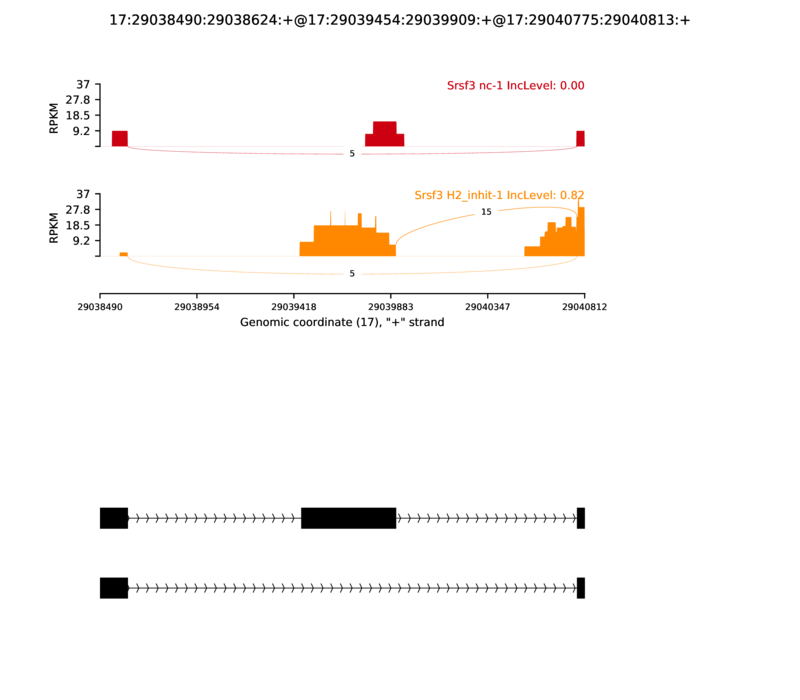 17:29038490:29038624:+@17:29039454:29039909:+@17:29040775:29040813:+
Srsf3 nc-1 IncLevel: 0.00
37
27.8
18.5
9.2
RPKM
5
Srsf3 H2_inhit-1 IncLevel: 0.82
37
27.8
18.5
9.2
RPKM
15
5
29038490 29038954 29039418 29039883 29040347 29040812
Genomic coordinate (17), "+" strand